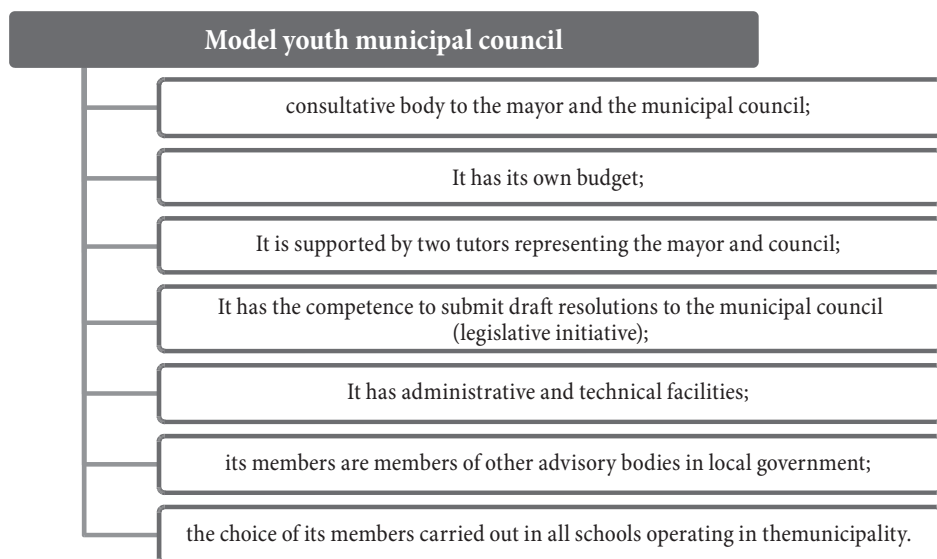 Model youth municipal council
consultative body to the mayor and the municipal council;
It has its own budget;
It is supported by two tutors representing the mayor and council;
It has the competence to submit draft resolutions to the municipal council
(legislative initiative);
It has administrative and technical facilities;
its members are members of other advisory bodies in local government;
the choice of its members carried out in all schools operating in themunicipality.